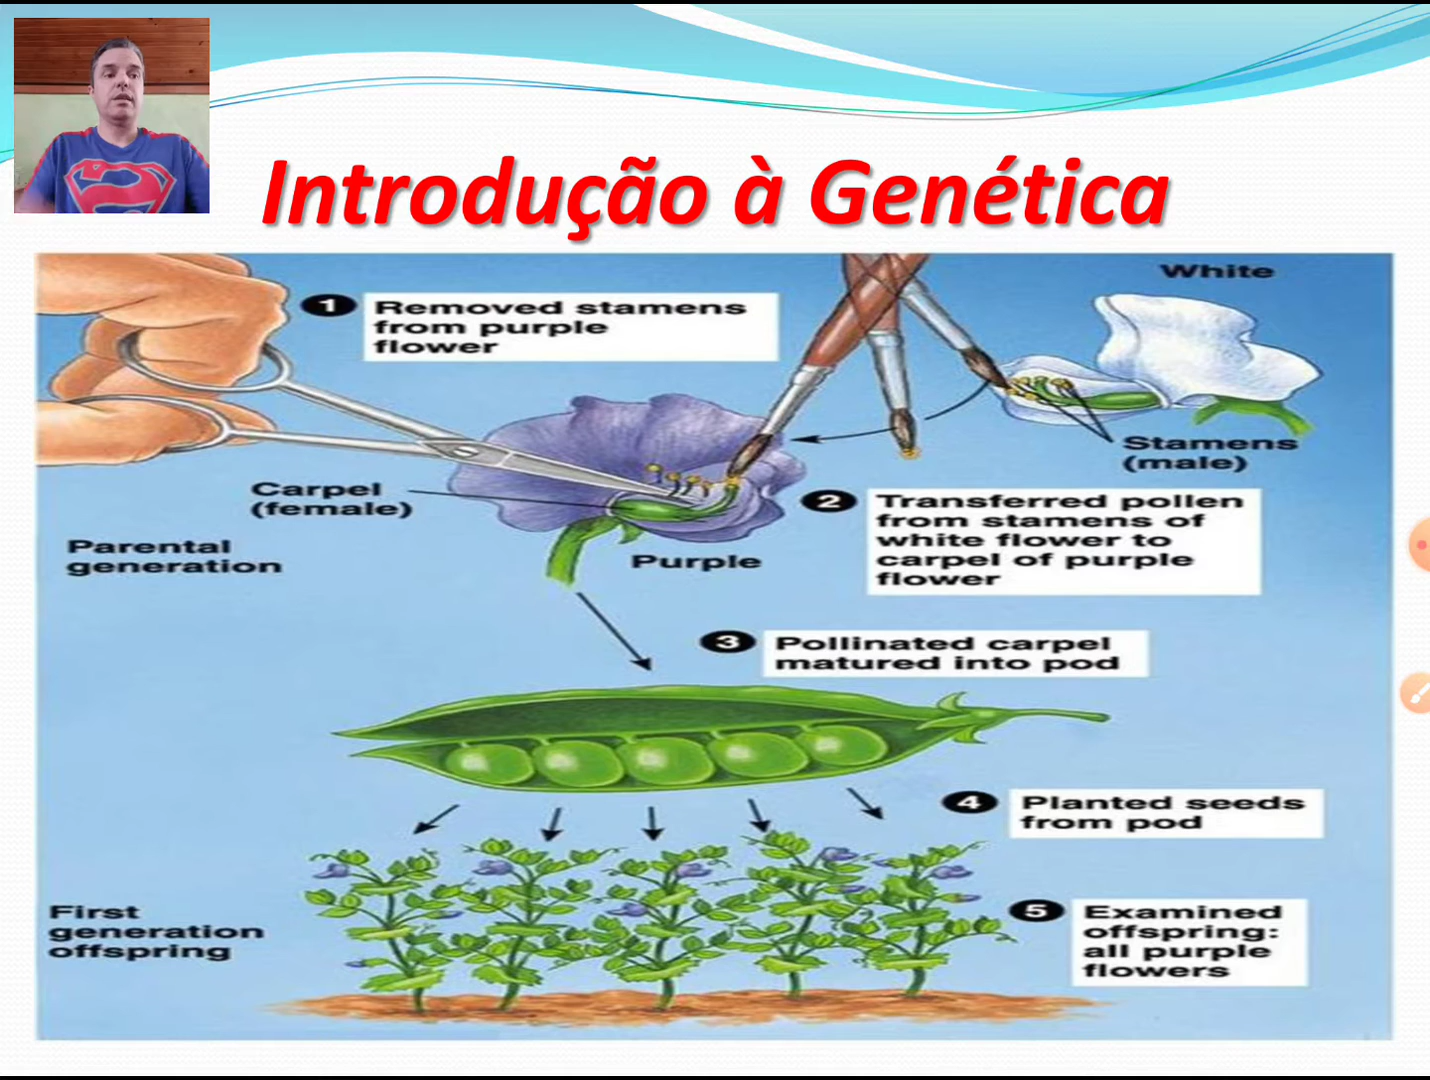 Introdução à Genética
White
1 Removed stamens
from purple
flower
Stamens
(male)
Carpel
(female)
2 Transferred pollen
from stamens of
white flower to
carpel of purple
flower
Parental
generation
Purple
3 Pollinated carpel
matured into pod
4 Planted seeds
from pod
First
generation
offspring
5 Examined
offspring:
all purple
flowers